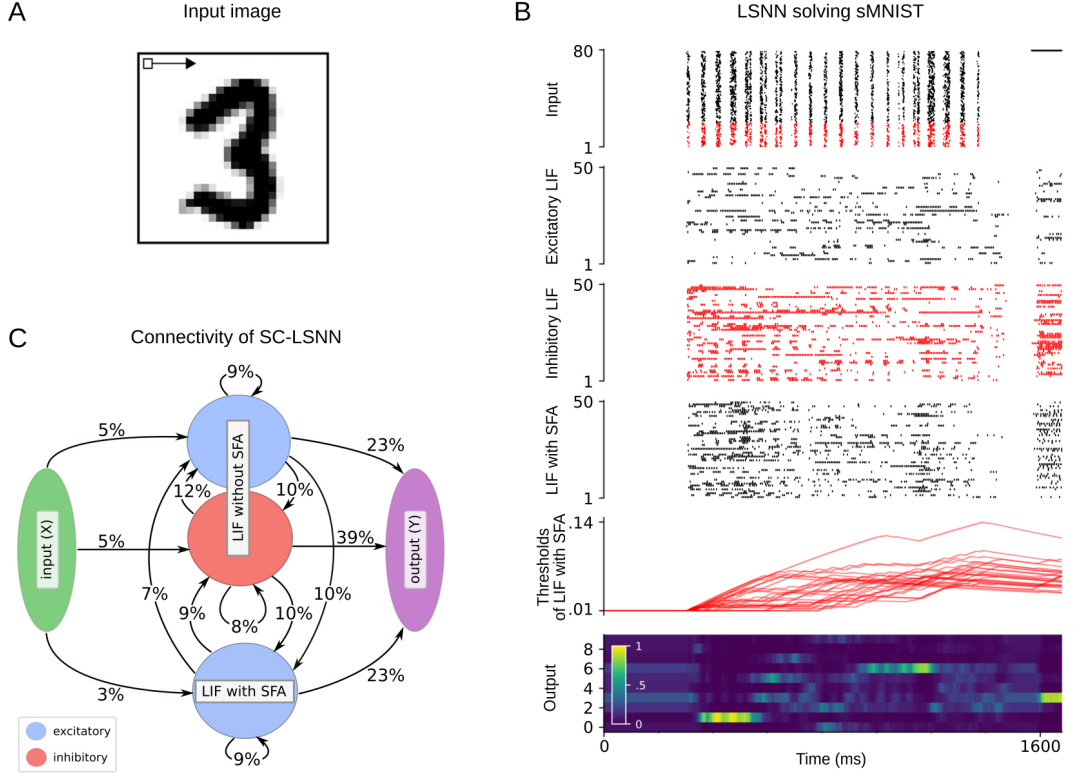 A
Input image
B
LSNN solving sMNIST
80
Input
1
50
Excitatory LIF
1
50
Inhibitory LIF
1
50
LIF with SFA
1
.14
Thresholds
of LIF with SFA
.01
8
6
4
2
0
Output
1
.5
0
0
1600
Time (ms)
C
Connectivity of SC-LSNN
9%
5%
23%
12%
10%
LIF without SFA
input (X)
5%
39%
output (Y)
7%
9%
8%
10%
10%
3%
LIF with SFA
23%
9%
excitatory
inhibitory